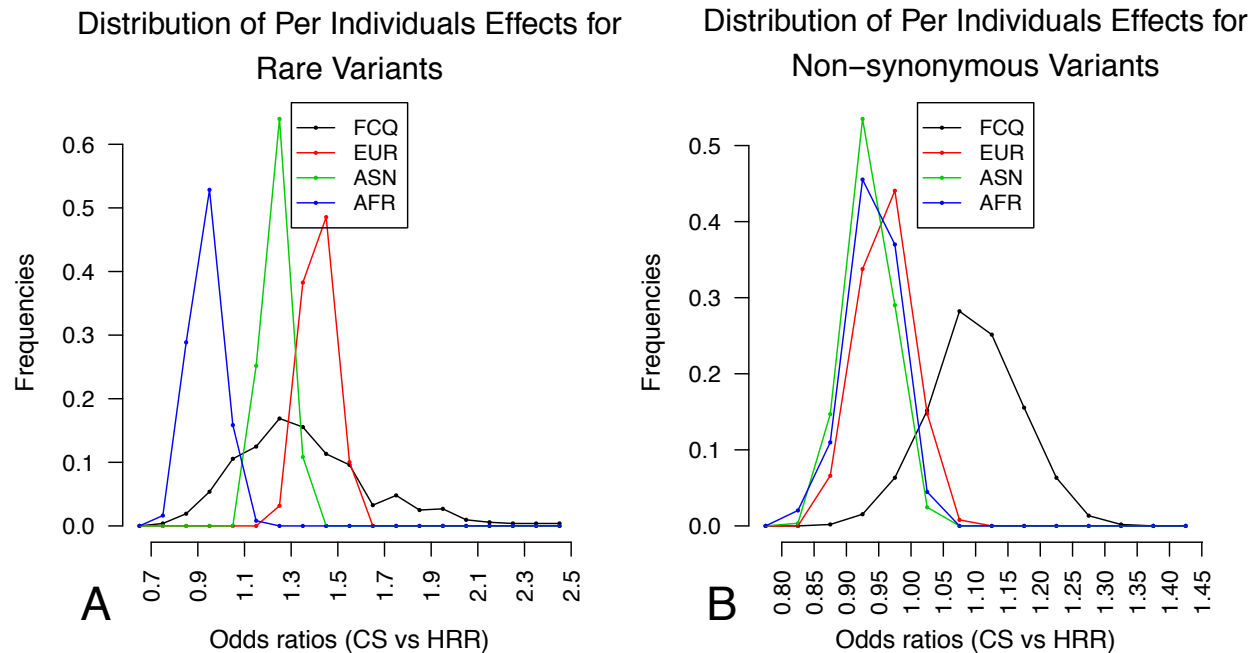 Distribution of Per Individuals Effects for
Rare Variants
FCQ
EUR
ASN
AFR
Frequencies
0.6
0.5
0.4
0.3
0.2
0.1
0.0
0.7
0.9
1.1
1.3
1.5
1.7
1.9
2.1
2.3
2.5
A
Odds ratios (CS vs HRR)
Distribution of Per Individuals Effects for
Non−synonymous Variants
FCQ
EUR
ASN
AFR
Frequencies
0.5
0.4
0.3
0.2
0.1
0.0
0.80
0.85
0.90
0.95
1.00
1.05
1.10
1.15
1.20
1.25
1.30
1.35
1.40
1.45
B
Odds ratios (CS vs HRR)